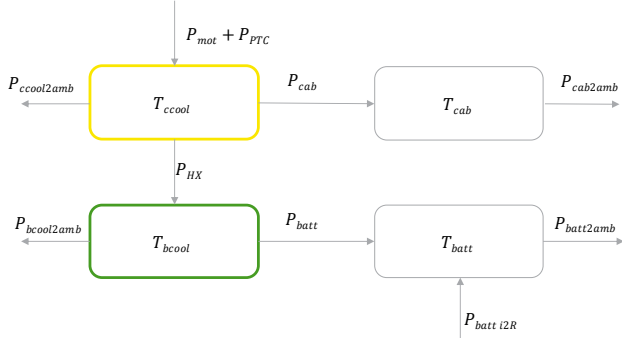 P_mot + P_PTC
P_ccool2amb
P_cab
P_cab2amb
T_ccool
T_cab
P_HX
P_bcool2amb
P_batt
P_batt2amb
T_bcool
T_batt
P_batt i2R